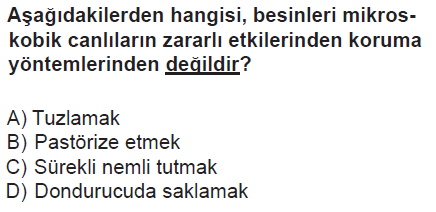 Aşağıdakilerden hangisi, besinleri mikros-
kobik canlıların zararlı etkilerinden koruma
yöntemlerinden değildir?
A) Tuzlamak
B) Pastörize etmek
C) Sürekli nemli tutmak
D) Dondurucuda saklamak